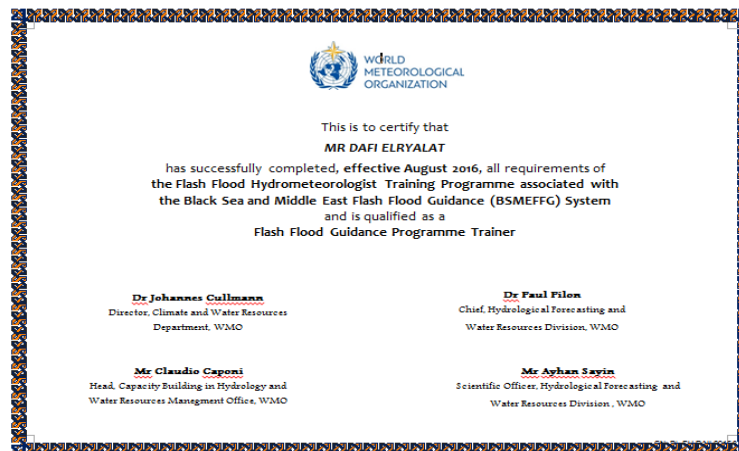 WORLD
METEOROLOGICAL
ORGANIZATION
This is to certify that
MR DAFI ELRYALAT
has successfully completed, effective August 2016, all requirements of
the Flash Flood Hydrometeorologist Training Programme associated with
the Black Sea and Middle East Flash Flood Guidance (BSMEFFG) System
and is qualified as a
Flash Flood Guidance Programme Trainer
Dr Johannes Cullmann
Director, Climate and Water Resources
Department, WMO
Dr Paul Pilon
Chief, Hydrological Forecasting and
Water Resources Division, WMO
Mr Claudio Caponi
Head, Capacity Building in Hydrology and
Water Resources Managment Office, WMO
Mr Ayhan Sayin
Scientific Officer, Hydrological Forecasting and
Water Resources Division , WMO